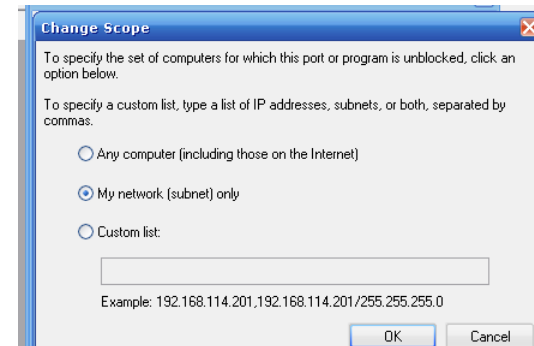 Change Scope
To specify the set of computers for which this port or program is unblocked, click an
option below.
To specify a custom list, type a list of IP addresses, subnets, or both, separated by
commas.
Any computer (including those on the Internet)
My network (subnet) only
Custom list:
Example: 192.168.114.201,192.168.114.201/255.255.255.0
OK Cancel